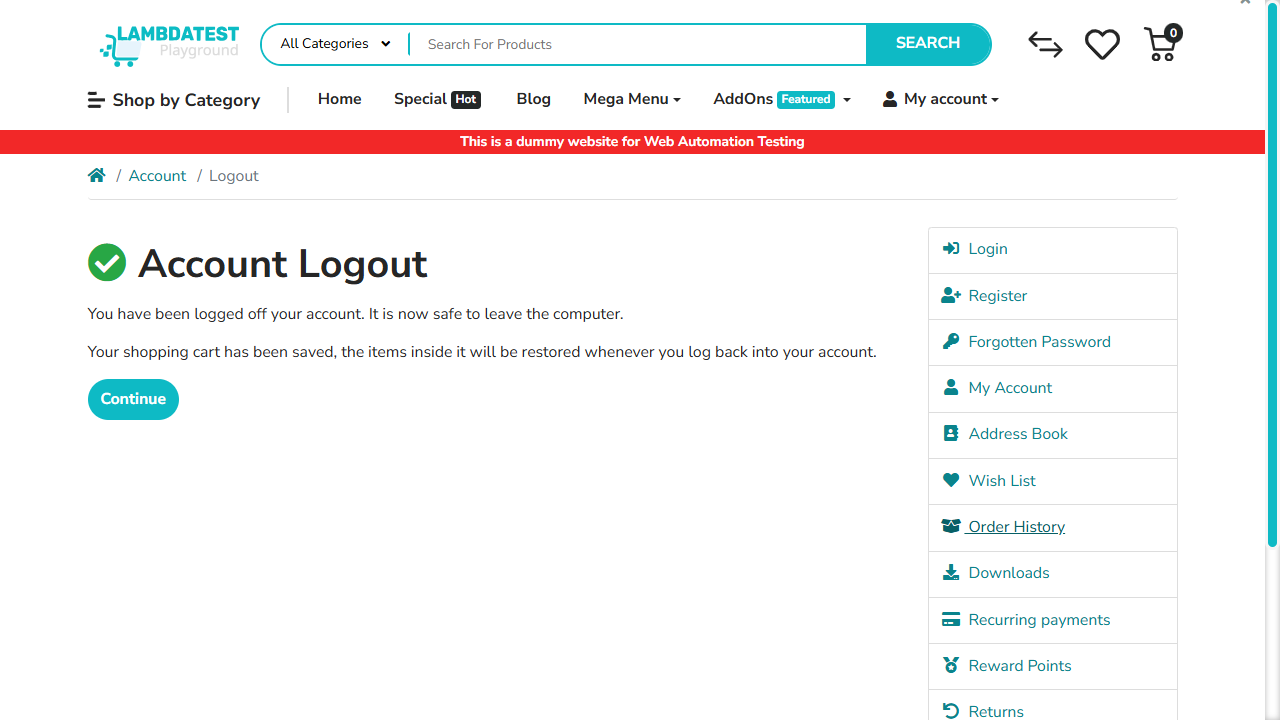 LAMBDATEST
Playground
All Categories
Search For Products
SEARCH
0
Shop by Category
Home
Special Hot
Blog
Mega Menu
AddOns Featured
My account
This is a dummy website for Web Automation Testing
/ Account / Logout
Account Logout
You have been logged off your account. It is now safe to leave the computer.
Your shopping cart has been saved, the items inside it will be restored whenever you log back into your account.
Continue
Login
Register
Forgotten Password
My Account
Address Book
Wish List
Order History
Downloads
Recurring payments
Reward Points
Returns